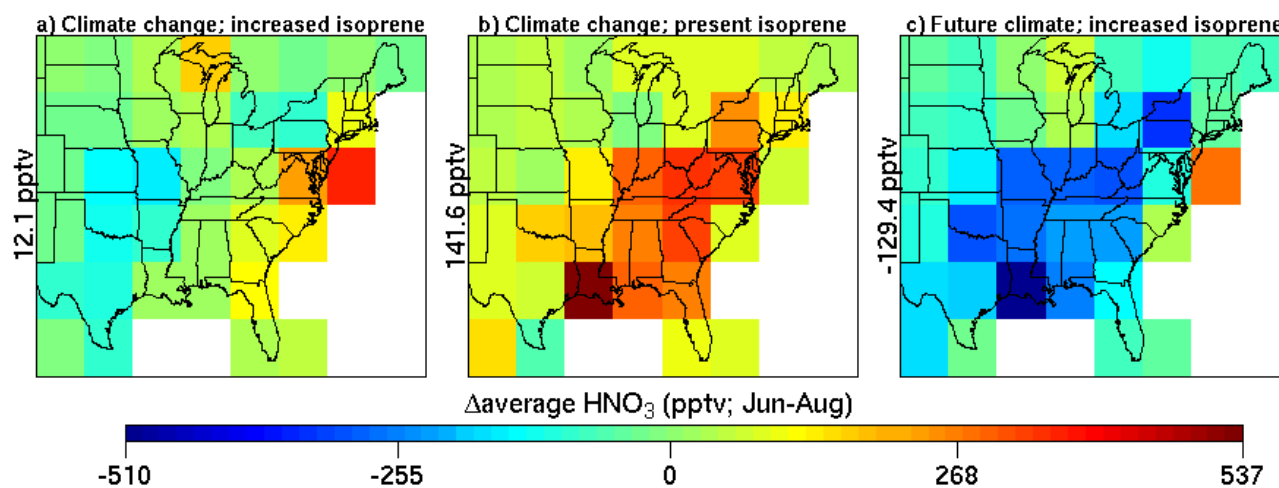 a) Climate change; increased isoprene
b) Climate change; present isoprene
c) Future climate; increased isoprene
12.1 pptv
141.6 pptv
-129.4 pptv
Δaverage HNO₃ (pptv; Jun-Aug)
-510
-255
0
268
537